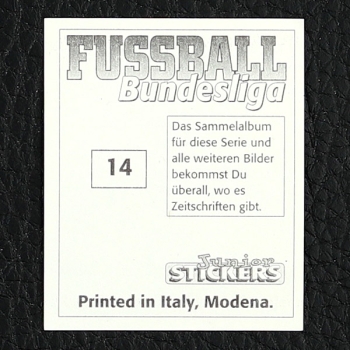 FUSSBALL
Bundesliga
14
Das Sammelalbum
für diese Serie und
alle weiteren Bilder
bekommst Du
überall, wo es
Zeitschriften gibt.
Junior
STICKERS
Printed in Italy, Modena.